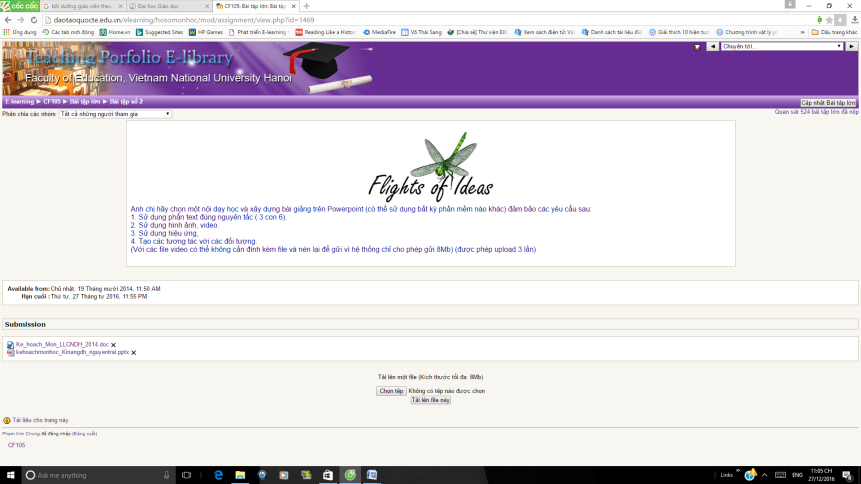 cốc cốc
bồi dưỡng giáo viên theo
Đại học Giáo dục
CF105: Bài tập lớn: Bài tập
daotaoquocte.edu.vn/elearning/hosomonhoc/mod/assignment/view.php?id=1469
Ứng dụng
Các tab mới đóng
Home.vn
Suggested Sites
HP Games
Phát triển E-learning
Reading Like a Histori
MediaFire
Võ Thái Sang
[Chia sẻ] Thư viện Bồi
Xem sách điện tử: Vật
Danh sách tài liệu điện
Giải thích 10 hiện tượ
Chương trình vật lý p
Dấu trang khác
Chuyển tới...
Teaching Porfolio E-library
Faculty of Education, Vietnam National University Hanoi
E-learning ► CF105 ► Bài tập lớn ► Bài tập số 2
Cập nhật Bài tập lớn
Phân chia các nhóm Tất cả những người tham gia
Quan sát 524 bài tập lớn đã nộp
Flights of Ideas
Anh chị hãy chọn một nội dạy học và xây dựng bài giảng trên Powerpoint (có thể sử dụng bất kỳ phần mềm nào khác) đảm bảo các yêu cầu sau:
1. Sử dụng phần text đúng nguyên tắc ( 3 con 6).
2. Sử dụng hình ảnh, video.
3. Sử dụng hiệu ứng,
4. Tạo các tương tác với các đối tượng.
(Với các file video có thể không cần đính kèm file và nén lại để gửi vì hệ thống chỉ cho phép gửi 8Mb) (được phép upload 3 lần)
Available from: Chủ nhật, 19 Tháng mười 2014, 11:50 AM
Hạn cuối : Thứ tư, 27 Tháng tư 2016, 11:55 PM
Submission
Ke_hoach_Mon_LLCNDH_2014.doc
kehoachmonhoc_Kinangdh_nguyentrai.pptx
Tải lên một file (Kích thước tối đa: 8Mb)
Chọn tệp Không có tệp nào được chọn
Tải lên file này
Tài liệu cho trang này
Phạm Kim Chung đã đăng nhập (Đăng xuất)
CF105
Ask me anything
Links
ENG
11:05 CH
27/12/2016